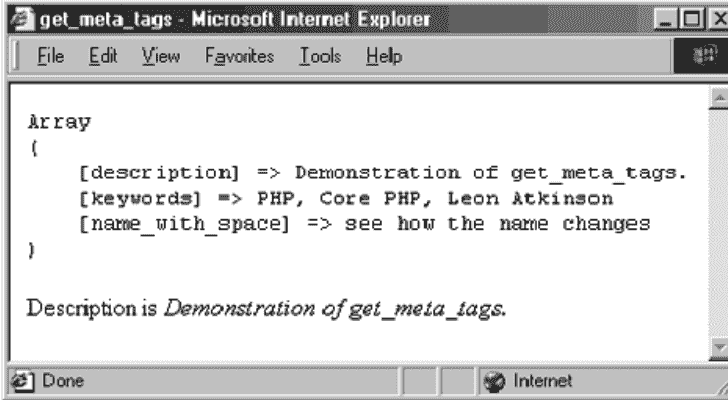 get_meta_tags - Microsoft Internet Explorer
File Edit View Favorites Tools Help
Array
(
[description] => Demonstration of get_meta_tags.
[keywords] => PHP, Core PHP, Leon Atkinson
[name_with_space] => see how the name changes
)
Description is Demonstration of get_meta_tags.
Done Internet